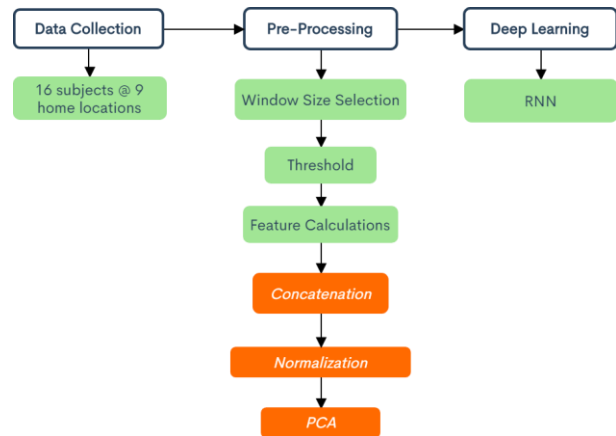 Data Collection
Pre-Processing
Deep Learning
16 subjects @ 9
home locations
Window Size Selection
RNN
Threshold
Feature Calculations
Concatenation
Normalization
PCA